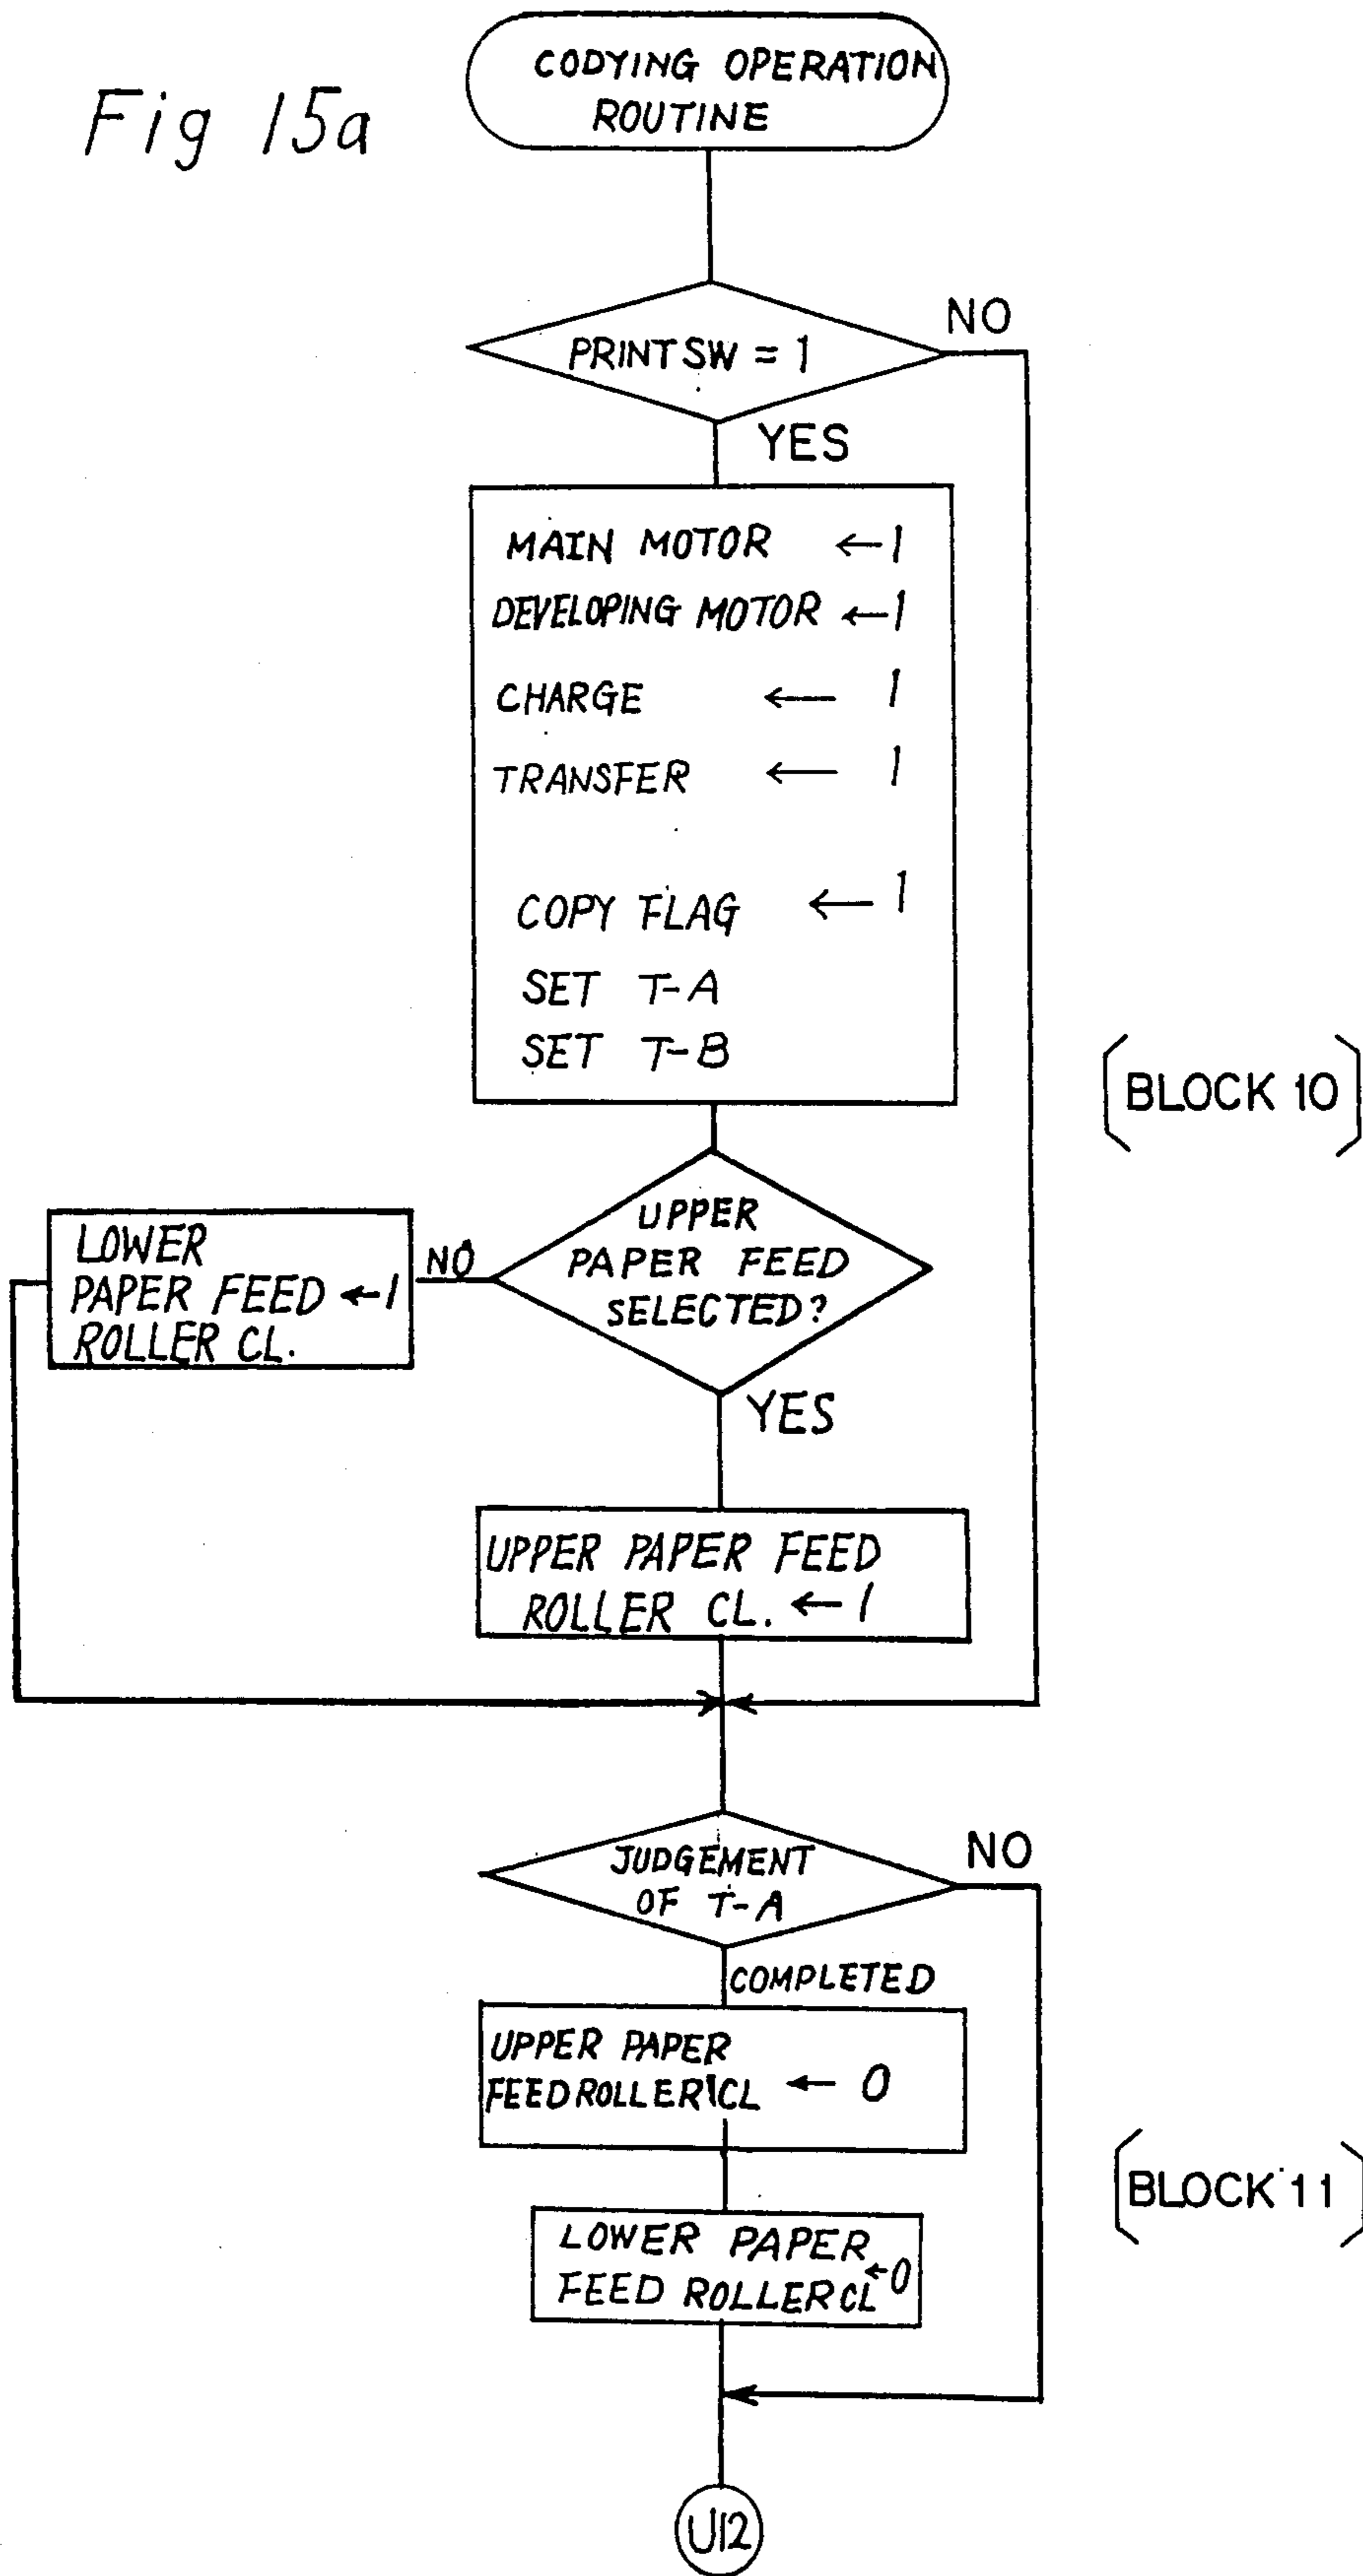 Fig 15a
CODYING OPERATION
ROUTINE
PRINTSW = 1
NO
YES
MAIN MOTOR ←1
DEVELOPING MOTOR ←1
CHARGE ← 1
TRANSFER ← 1
COPY FLAG ← 1
SET T-A
SET T-B
[BLOCK 10]
UPPER
PAPER FEED
SELECTED?
NO
LOWER
PAPER FEED ←1
ROLLER CL.
YES
UPPER PAPER FEED
ROLLER CL. ← 1
JUDGEMENT
OF T-A
NO
COMPLETED
UPPER PAPER
FEED ROLLER CL ← 0
[BLOCK 11]
LOWER PAPER
FEED ROLLER CL ←0
U12